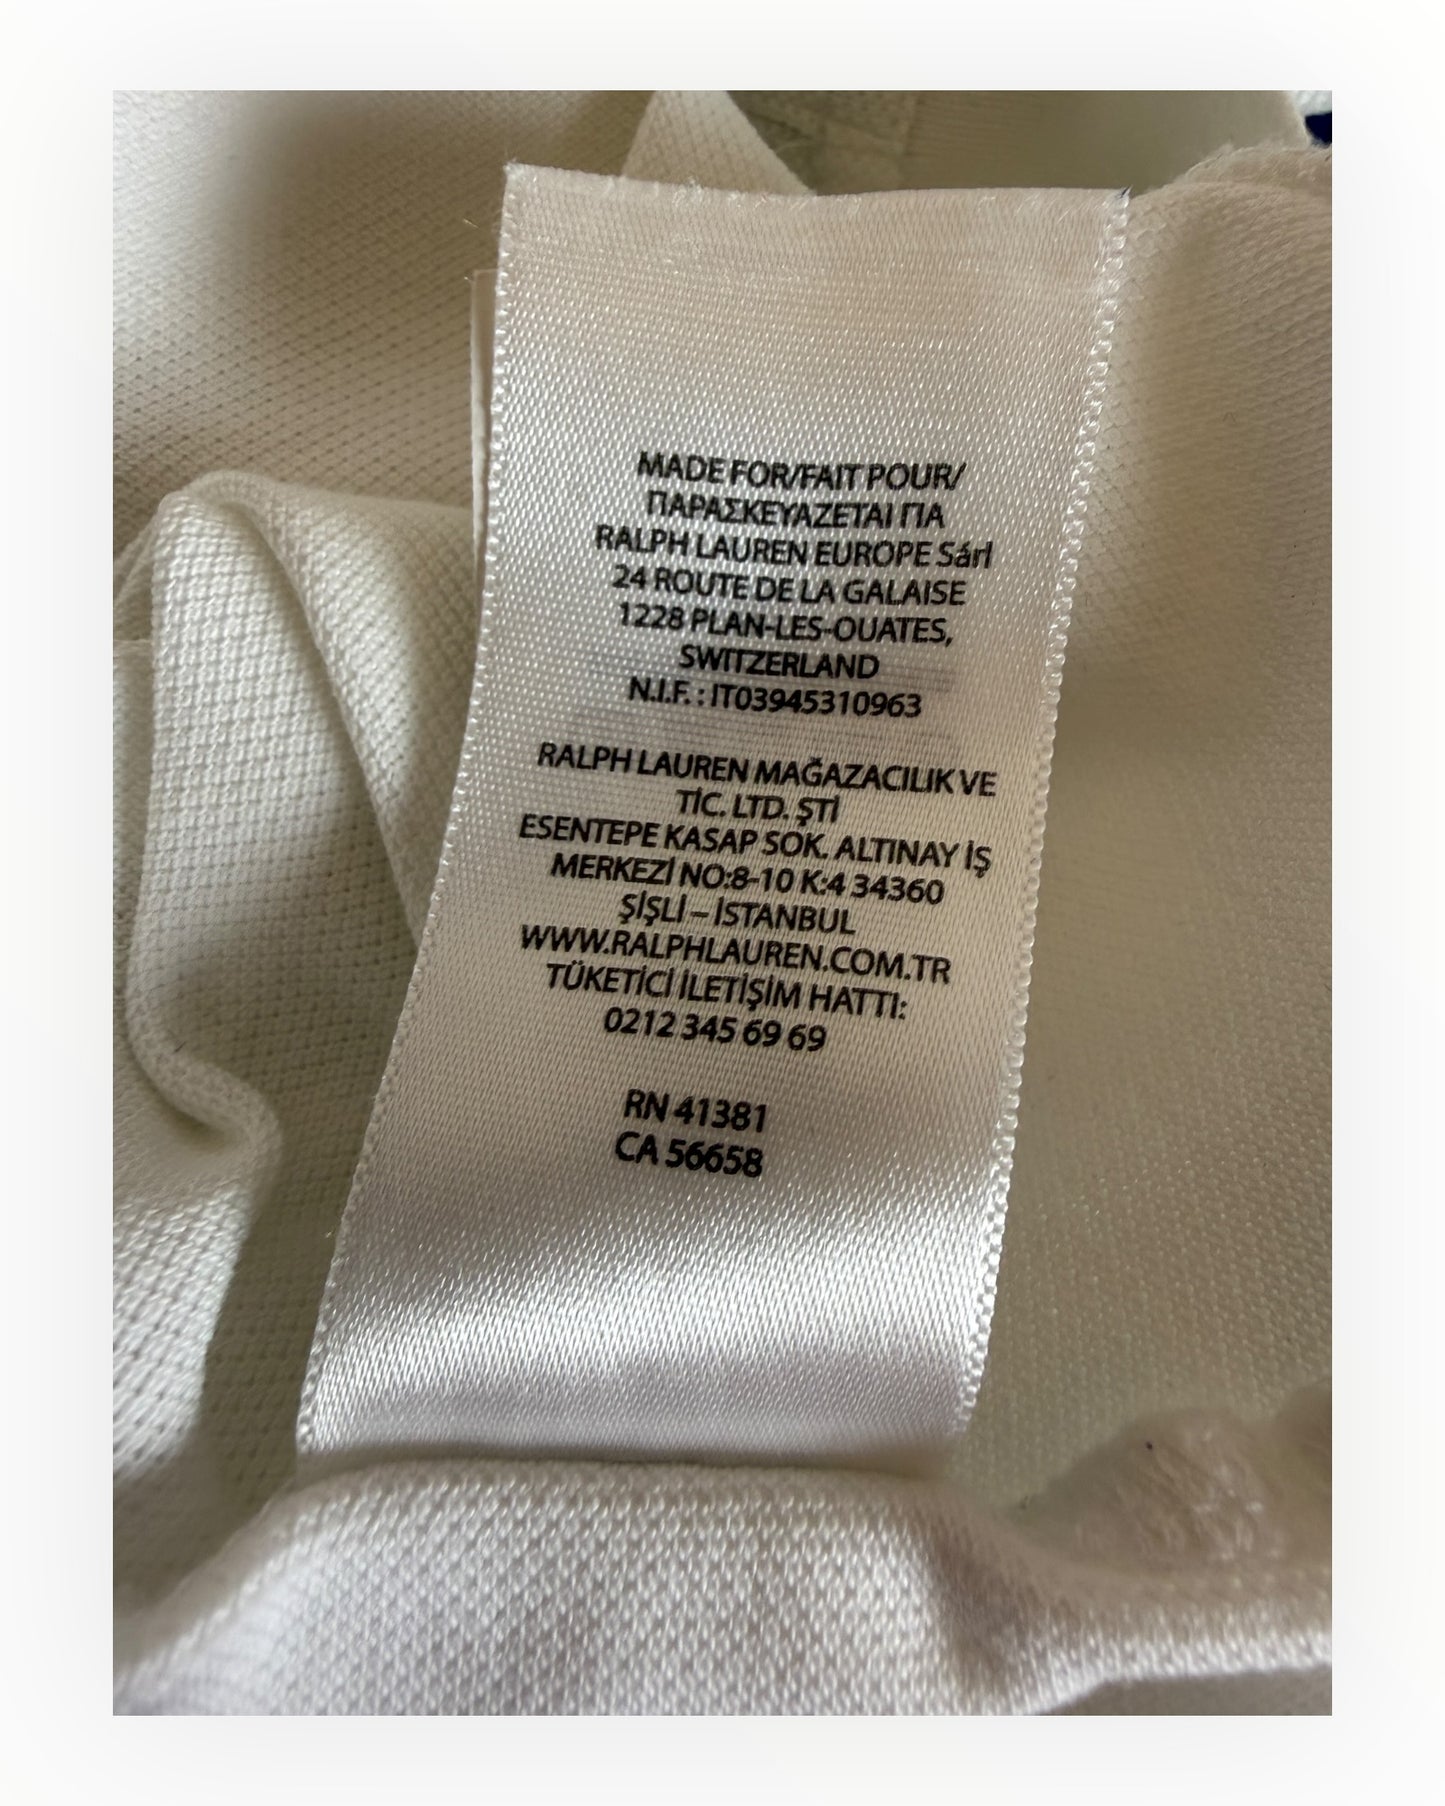 MADE FOR/FAIT POUR/
ΠΑΡΑΣΚΕΥΑΖΕΤΑΙ ΓΙΑ
RALPH LAUREN EUROPE Sárl
24 ROUTE DE LA GALAISE
1228 PLAN-LES-OUATES,
SWITZERLAND
N.I.F. : IT03945310963
RALPH LAUREN MAĞAZACILIK VE
TİC. LTD. ŞTİ
ESENTEPE KASAP SOK. ALTINAY İŞ
MERKEZİ NO:8-10 K:4 34360
ŞİŞLİ – İSTANBUL
WWW.RALPHLAUREN.COM.TR
TÜKETİCİ İLETİŞİM HATTI:
0212 345 69 69
RN 41381
CA 56658